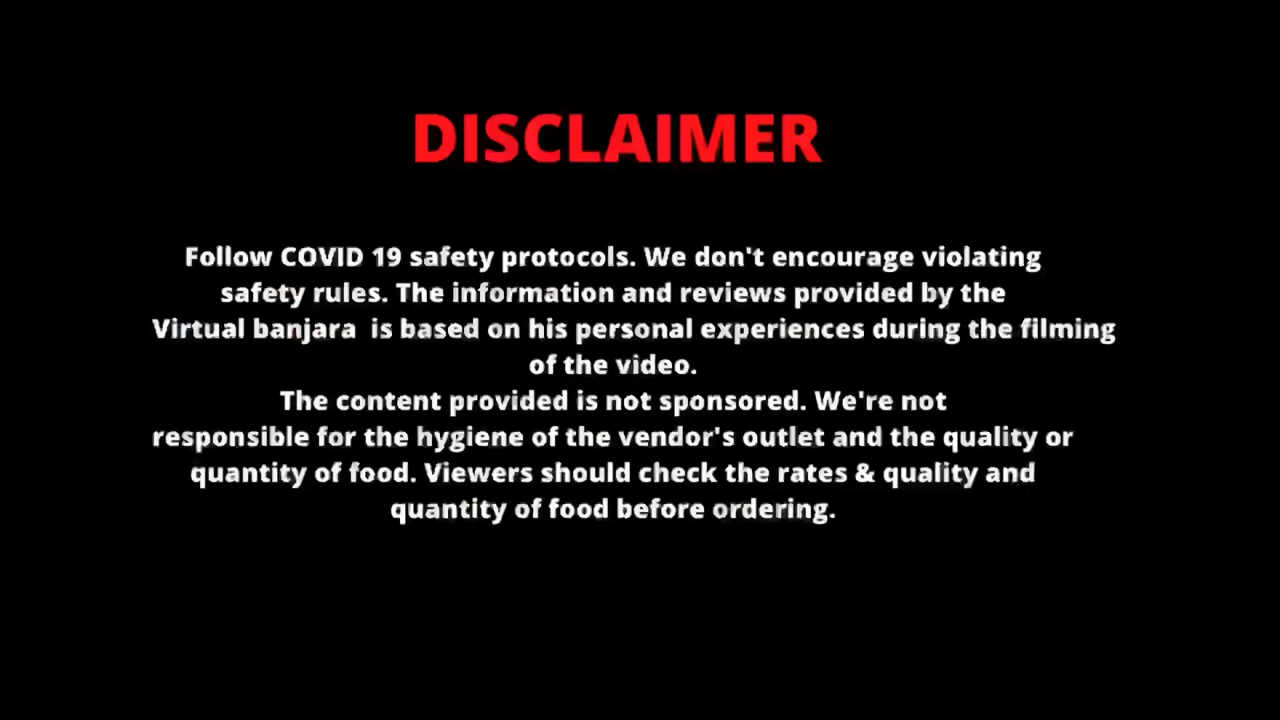 DISCLAIMER
Follow COVID 19 safety protocols. We don't encourage violating
safety rules. The information and reviews provided by the
Virtual banjara is based on his personal experiences during the filming
of the video.
The content provided is not sponsored. We're not
responsible for the hygiene of the vendor's outlet and the quality or
quantity of food. Viewers should check the rates & quality and
quantity of food before ordering.